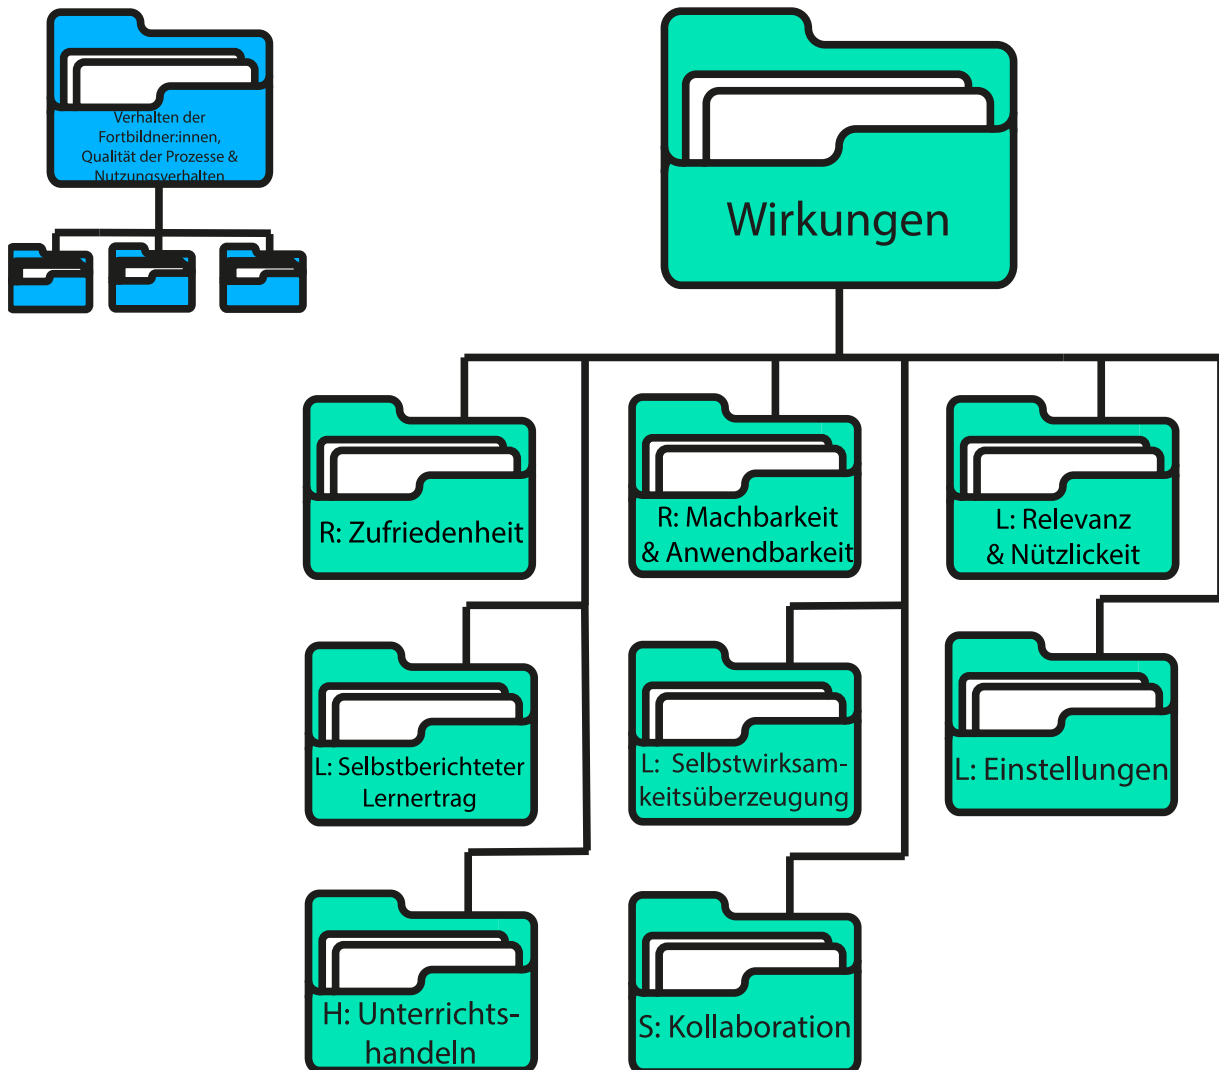 Verhalten der
Fortbildner:innen,
Qualität der Prozesse &
Nutzungsverhalten
Wirkungen
R: Zufriedenheit
R: Machbarkeit
& Anwendbarkeit
L: Relevanz
& Nützlickeit
L: Selbstberichteter
Lernertrag
L: Selbstwirksam-
keitsüberzeugung
L: Einstellungen
H: Unterrichts-
handeln
S: Kollaboration